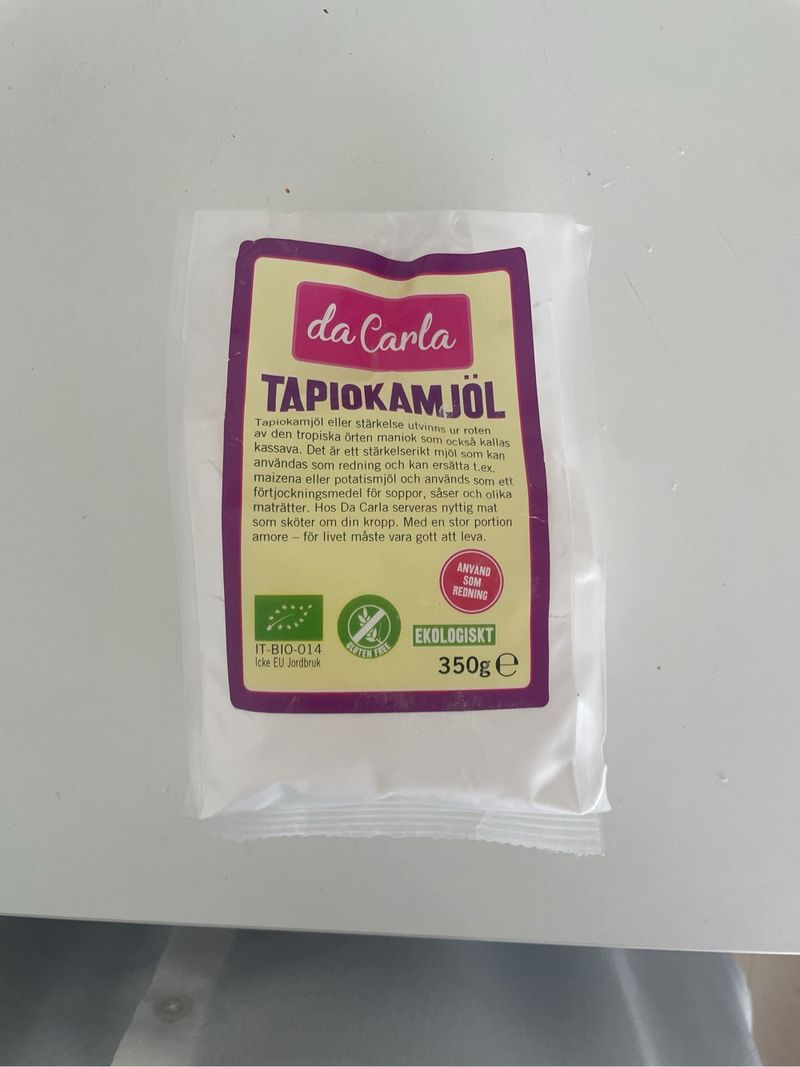 da Carla
TAPIOKAMJÖL
Tapiokamjöl eller stärkelse utvinns ur roten
av den tropiska örten maniok som också kallas
kassava. Det är ett stärkelserikt mjöl som kan
användas som redning och kan ersätta t.ex.
maizena eller potatismjöl och används som ett
förtjockningsmedel för soppor, såser och olika
maträtter. Hos Da Carla serveras nyttig mat
som sköter om din kropp. Med en stor portion
amore – för livet måste vara gott att leva.
ANVÄND
SOM
REDNING
GLUTEN FREE
EKOLOGISKT
IT-BIO-014
Icke EU Jordbruk
350g ℮